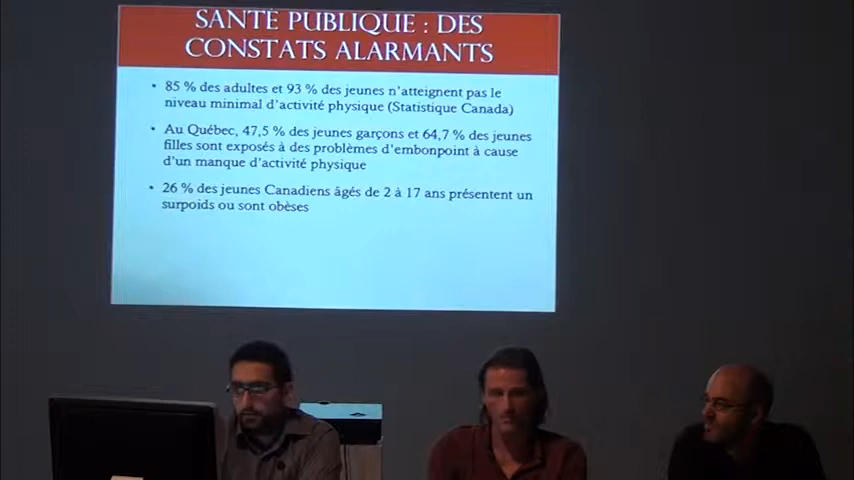 SANTÉ PUBLIQUE : DES
CONSTATS ALARMANTS
• 85 % des adultes et 93 % des jeunes n'atteignent pas le
niveau minimal d'activité physique (Statistique Canada)
• Au Québec, 47,5 % des jeunes garçons et 64,7 % des jeunes
filles sont exposés à des problèmes d'embonpoint à cause
d'un manque d'activité physique
• 26 % des jeunes Canadiens âgés de 2 à 17 ans présentent un
surpoids ou sont obèses